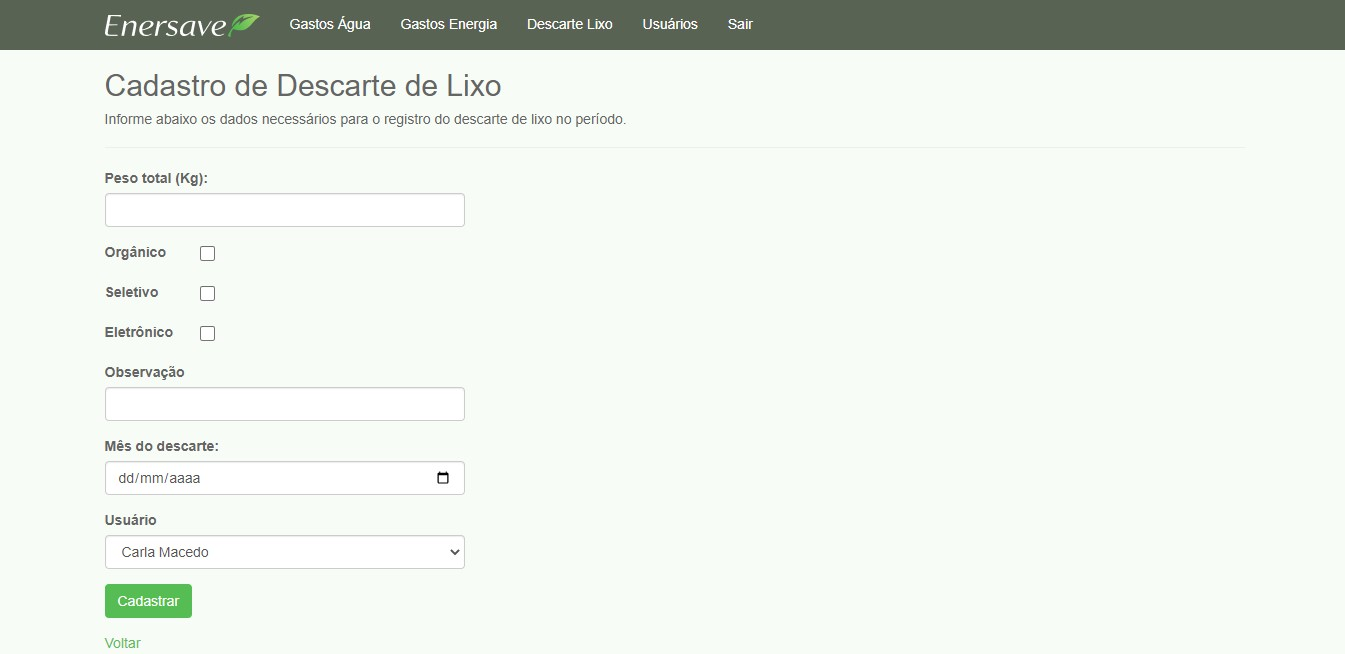 Enersave Gastos Água Gastos Energia Descarte Lixo Usuários Sair
Cadastro de Descarte de Lixo
Informe abaixo os dados necessários para o registro do descarte de lixo no período.
Peso total (Kg):
Orgânico
Seletivo
Eletrônico
Observação
Mês do descarte:
dd/mm/aaaa
Usuário
Carla Macedo
Cadastrar
Voltar